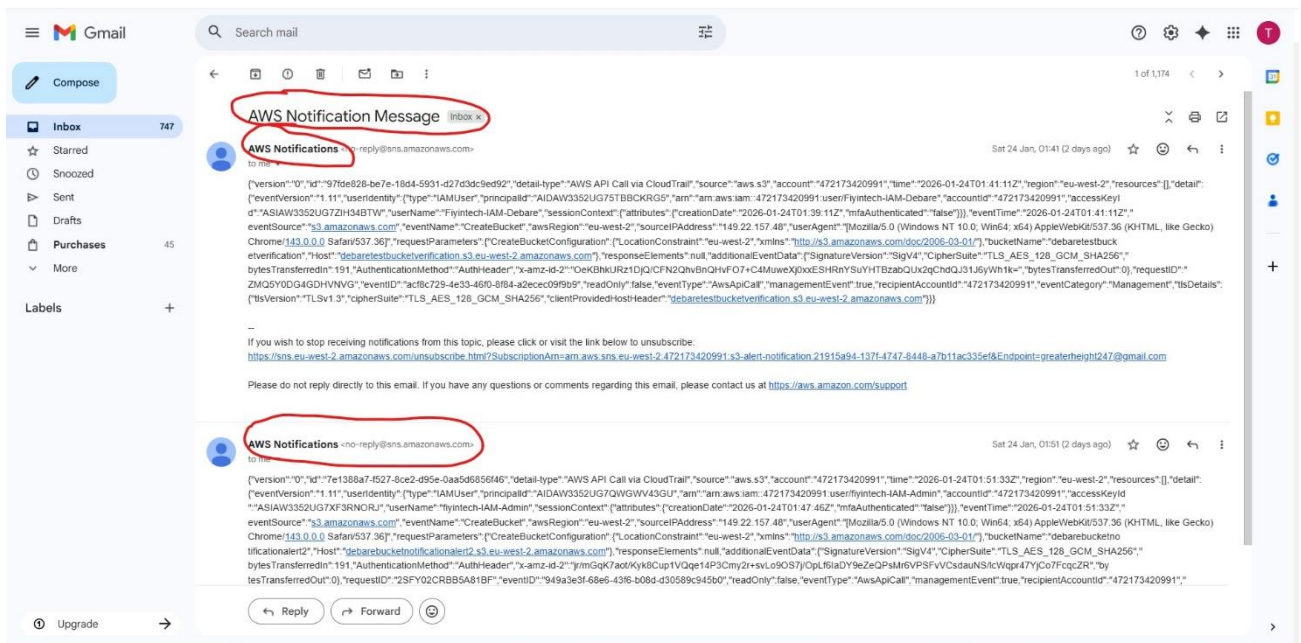 Gmail
Search mail
T
Compose
1 of 1,174
Inbox 747
Starred
Snoozed
Sent
Drafts
Purchases 45
More
Labels
AWS Notification Message Inbox x
AWS Notifications <no-reply@sns.amazonaws.com>
Sat 24 Jan, 01:41 (2 days ago)
to me
{"version":"0","id":"97fde828-be7e-18d4-5931-d27d3dc9ed92","detail-type":"AWS API Call via CloudTrail","source":"aws.s3","account":"472173420991","time":"2026-01-24T01:41:11Z","region":"eu-west-2","resources":[],"detail":
{"eventVersion":"1.11","userIdentity":{"type":"IAMUser","principalId":"AIDAW3352UG75TBBCKRG5","arn":"arn:aws:iam::472173420991:user/Fiyintech-IAM-Debare","accountId":"472173420991","accessKeyI
d":"ASIAW3352UG7ZIH34BTW","userName":"Fiyintech-IAM-Debare","sessionContext":{"attributes":{"creationDate":"2026-01-24T01:39:11Z","mfaAuthenticated":"false"}}},"eventTime":"2026-01-24T01:41:11Z","
eventSource":"s3.amazonaws.com","eventName":"CreateBucket","awsRegion":"eu-west-2","sourceIPAddress":"149.22.157.48","userAgent":"[Mozilla/5.0 (Windows NT 10.0; Win64; x64) AppleWebKit/537.36 (KHTML, like Gecko)
Chrome/143.0.0.0 Safari/537.36]","requestParameters":{"CreateBucketConfiguration":{"LocationConstraint":"eu-west-2","xmlns":"http://s3.amazonaws.com/doc/2006-03-01/"},"bucketName":"debaretestbuck
etverification","Host":"debaretestbucketverification.s3.eu-west-2.amazonaws.com"},"responseElements":null,"additionalEventData":{"SignatureVersion":"SigV4","CipherSuite":"TLS_AES_128_GCM_SHA256","
bytesTransferredIn":191,"AuthenticationMethod":"AuthHeader","x-amz-id-2":"OeKBhkURz1DjQ/CFN2QhvBnQHvFO7+C4MuweXj0xxESHRnYSuYHTBzabQUx2qChdQJ31J6yWh1k=","bytesTransferredOut":0},"requestID":"
ZMQ5Y0DG4GDHVNVG","eventID":"acf8c729-4e33-46f0-8f84-a2ecec09f9b9","readOnly":false,"eventType":"AwsApiCall","managementEvent":true,"recipientAccountId":"472173420991","eventCategory":"Management","tlsDetails":
{"tlsVersion":"TLSv1.3","cipherSuite":"TLS_AES_128_GCM_SHA256","clientProvidedHostHeader":"debaretestbucketverification.s3.eu-west-2.amazonaws.com"}}}
--
If you wish to stop receiving notifications from this topic, please click or visit the link below to unsubscribe:
https://sns.eu-west-2.amazonaws.com/unsubscribe.html?SubscriptionArn=arn:aws:sns:eu-west-2:472173420991:s3-alert-notification:21915a94-137f-4747-8448-a7b11ac335ef&Endpoint=greaterheight247@gmail.com
Please do not reply directly to this email. If you have any questions or comments regarding this email, please contact us at https://aws.amazon.com/support
AWS Notifications <no-reply@sns.amazonaws.com>
Sat 24 Jan, 01:51 (2 days ago)
to me
{"version":"0","id":"7e1388a7-f527-8ce2-d95e-0aa5d6856f46","detail-type":"AWS API Call via CloudTrail","source":"aws.s3","account":"472173420991","time":"2026-01-24T01:51:33Z","region":"eu-west-2","resources":[],"detail":
{"eventVersion":"1.11","userIdentity":{"type":"IAMUser","principalId":"AIDAW3352UG7QWGWV43GU","arn":"arn:aws:iam::472173420991:user/fiyintech-IAM-Admin","accountId":"472173420991","accessKeyId
":"ASIAW3352UG7XF3RNORJ","userName":"fiyintech-IAM-Admin","sessionContext":{"attributes":{"creationDate":"2026-01-24T01:47:46Z","mfaAuthenticated":"false"}}},"eventTime":"2026-01-24T01:51:33Z","
eventSource":"s3.amazonaws.com","eventName":"CreateBucket","awsRegion":"eu-west-2","sourceIPAddress":"149.22.157.48","userAgent":"[Mozilla/5.0 (Windows NT 10.0; Win64; x64) AppleWebKit/537.36 (KHTML, like Gecko)
Chrome/143.0.0.0 Safari/537.36]","requestParameters":{"CreateBucketConfiguration":{"LocationConstraint":"eu-west-2","xmlns":"http://s3.amazonaws.com/doc/2006-03-01/"},"bucketName":"debarebucketno
tificationalert2","Host":"debarebucketnotificationalert2.s3.eu-west-2.amazonaws.com"},"responseElements":null,"additionalEventData":{"SignatureVersion":"SigV4","CipherSuite":"TLS_AES_128_GCM_SHA256","
bytesTransferredIn":191,"AuthenticationMethod":"AuthHeader","x-amz-id-2":"jr/mGqK7aot/Kyk8Cup1VQqe14P3Cmy2r+svLo9OS7j/OpLf6IaDY9eZeQPsMr6VPSFvVCsdauNS/lcWqpr47YjCo7FcqcZR","by
tesTransferredOut":0},"requestID":"2SFY02CRBB5A81BF","eventID":"949a3e3f-68e6-43f6-b08d-d30589c945b0","readOnly":false,"eventType":"AwsApiCall","managementEvent":true,"recipientAccountId":"472173420991","
Reply
Forward
Upgrade